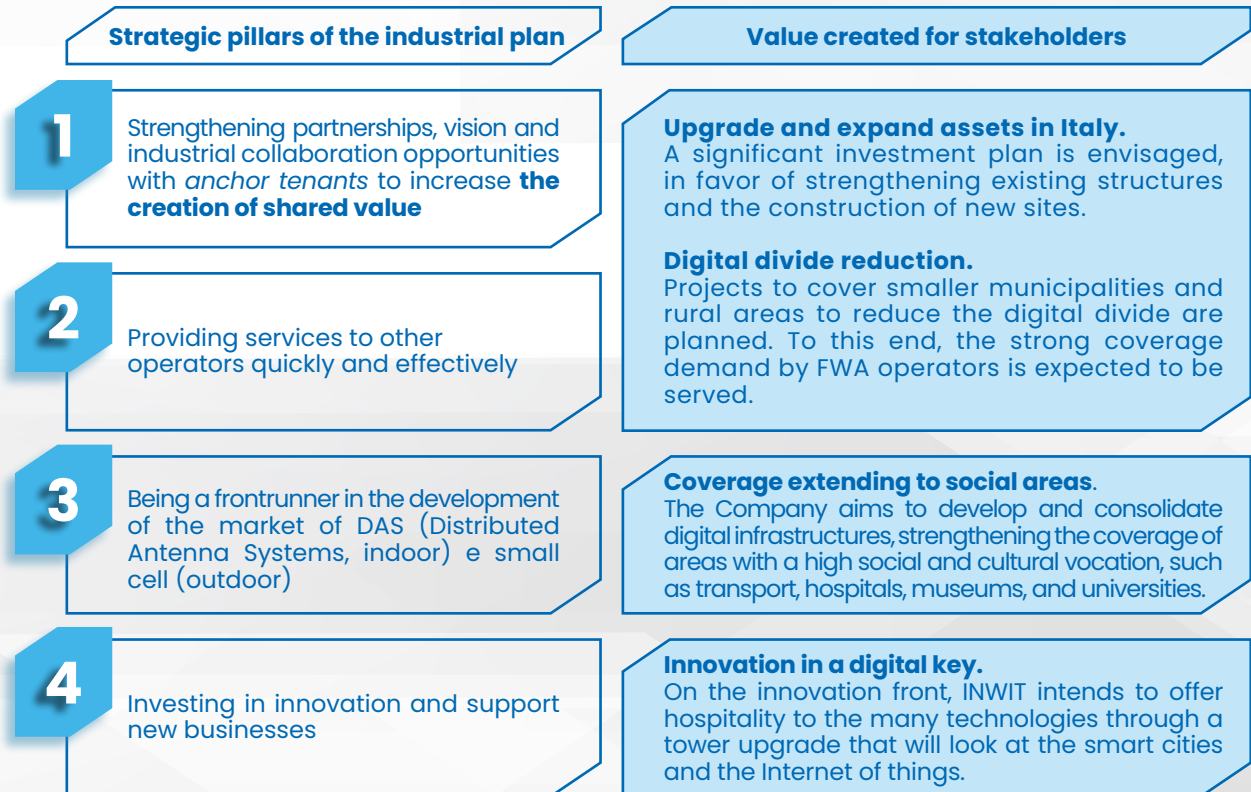 Strategic pillars of the industrial plan
Value created for stakeholders
1
Strengthening partnerships, vision and
industrial collaboration opportunities
with anchor tenants to increase the
creation of shared value
2
Providing services to other
operators quickly and effectively
Upgrade and expand assets in Italy.
A significant investment plan is envisaged,
in favor of strengthening existing structures
and the construction of new sites.
Digital divide reduction.
Projects to cover smaller municipalities and
rural areas to reduce the digital divide are
planned. To this end, the strong coverage
demand by FWA operators is expected to be
served.
3
Being a frontrunner in the development
of the market of DAS (Distributed
Antenna Systems, indoor) e small
cell (outdoor)
Coverage extending to social areas.
The Company aims to develop and consolidate
digital infrastructures, strengthening the coverage of
areas with a high social and cultural vocation, such
as transport, hospitals, museums, and universities.
4
Investing in innovation and support
new businesses
Innovation in a digital key.
On the innovation front, INWIT intends to offer
hospitality to the many technologies through a
tower upgrade that will look at the smart cities
and the Internet of things.